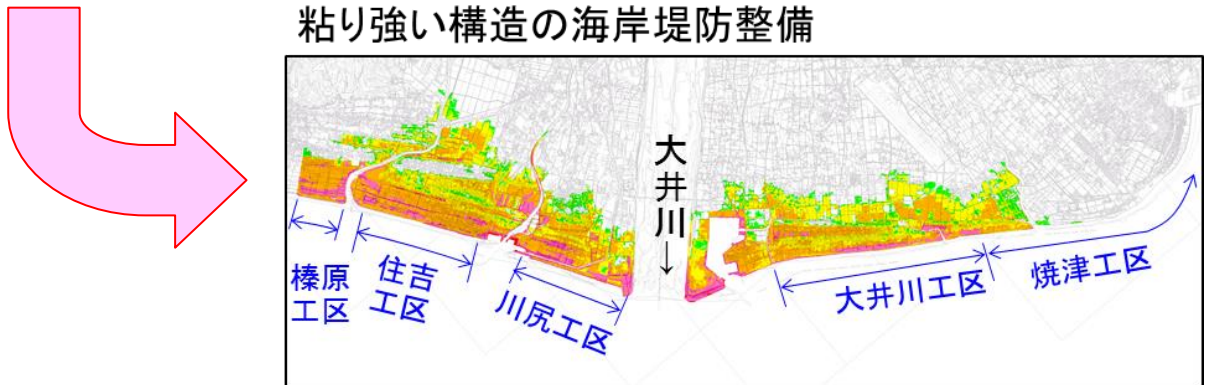 粘り強い構造の海岸堤防整備
大井川→
榛原
工区
住吉
工区
川尻工区
大井川工区
焼津工区